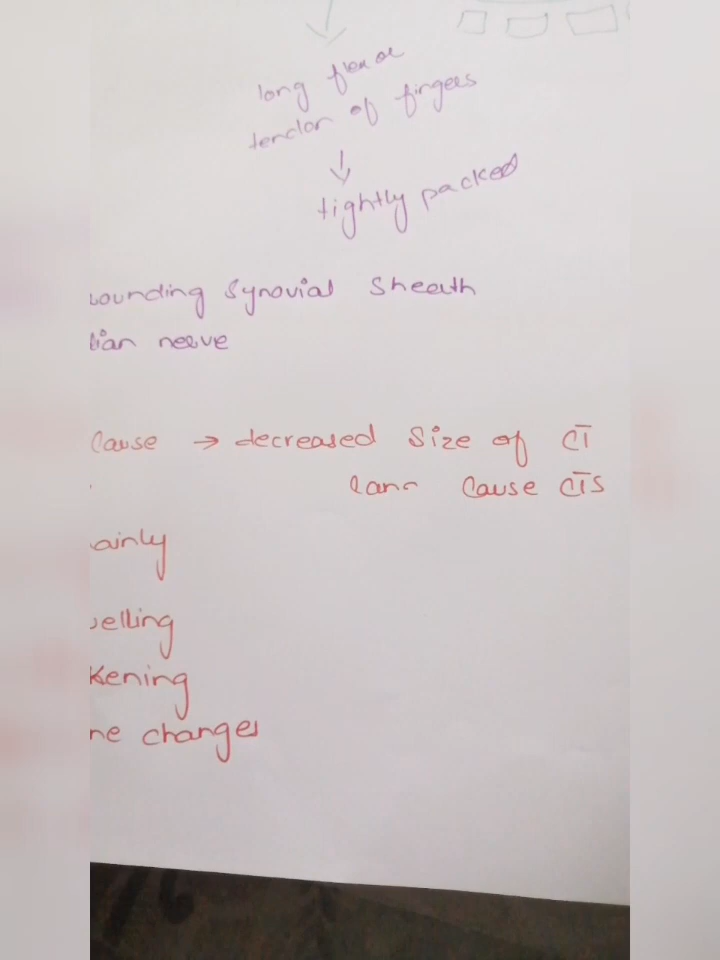 long flexor
tendon of fingers
↓
tightly packed
ounding Synovial Sheath
ian nerve
Cause → decreased Size of CT
Cause CTS
ainly
elling
kening
ne changes